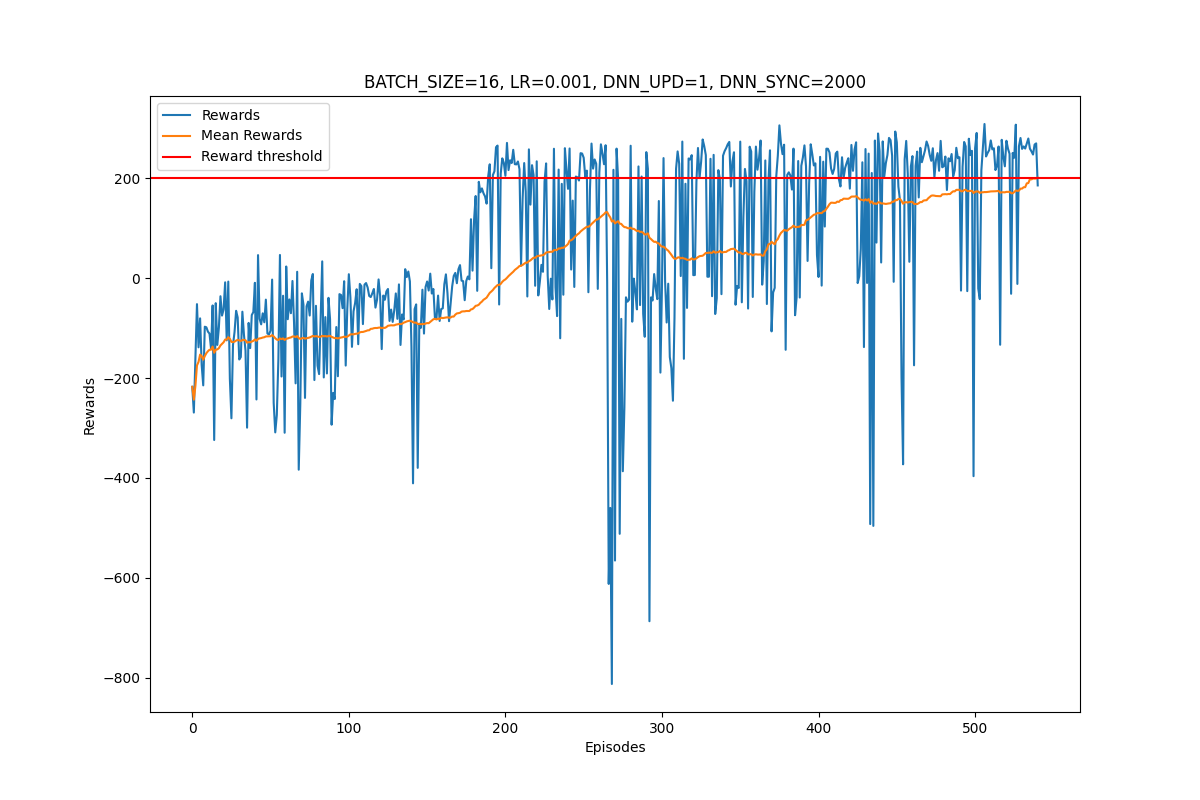 BATCH_SIZE=16, LR=0.001, DNN_UPD=1, DNN_SYNC=2000
Rewards
Mean Rewards
Reward threshold
200
0
−200
−400
−600
−800
Rewards
0 100 200 300 400 500
Episodes